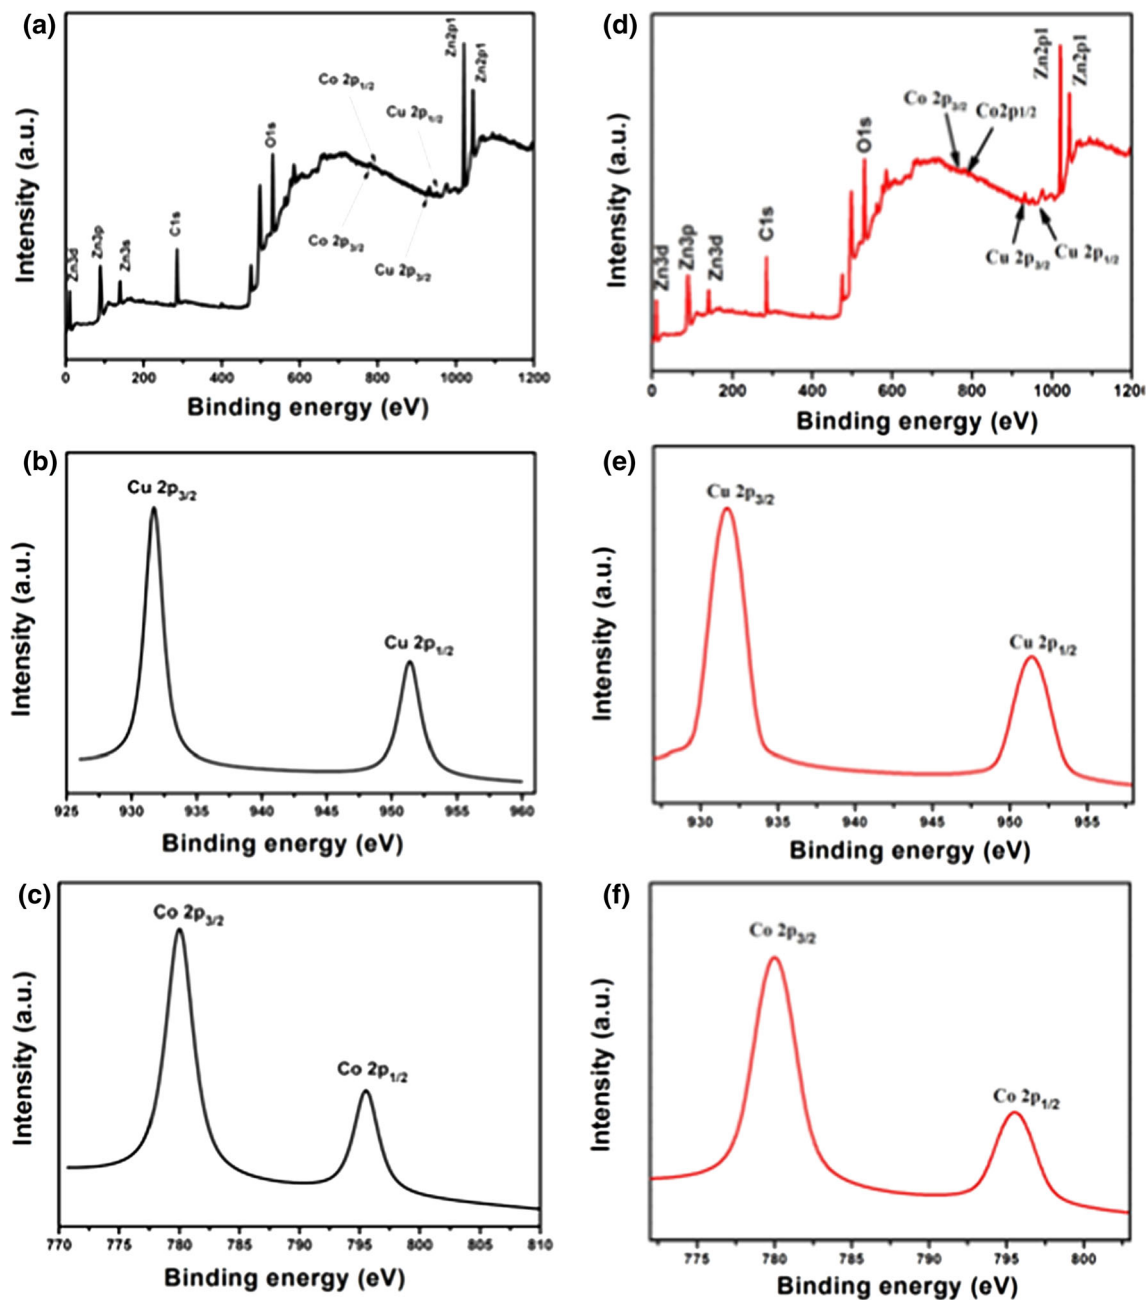 (a)
Intensity (a.u.)
Zn3d
Zn3p
Zn3s
C1s
O1s
Co 2p1/2
Cu 2p1/2
Co 2p3/2
Cu 2p3/2
Zn2p1
Zn2p1
0 200 400 600 800 1000 1200
Binding energy (eV)
(d)
Intensity (a.u.)
Zn3d
Zn3p
Zn3d
C1s
O1s
Co 2p3/2
Co2p1/2
Cu 2p3/2
Cu 2p1/2
Zn2p1
Zn2p1
0 200 400 600 800 1000 120
Binding energy (eV)
(b)
Intensity (a.u.)
Cu 2p3/2
Cu 2p1/2
925 930 935 940 945 950 955 960
Binding energy (eV)
(e)
Intensity (a.u.)
Cu 2p3/2
Cu 2p1/2
930 935 940 945 950 955
Binding energy (eV)
(c)
Intensity (a.u.)
Co 2p3/2
Co 2p1/2
770 775 780 785 790 795 800 805 810
Binding energy (eV)
(f)
Intensity (a.u.)
Co 2p3/2
Co 2p1/2
775 780 785 790 795 800
Binding energy (eV)